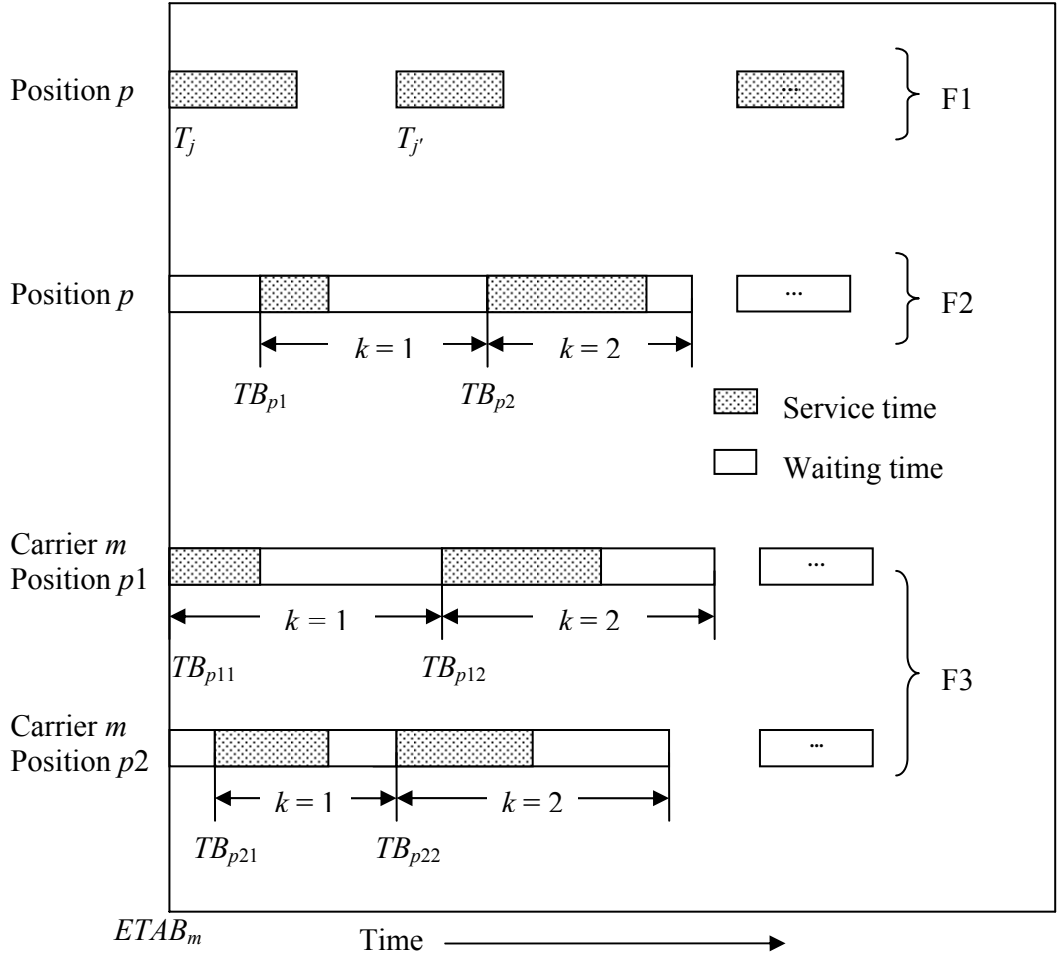 Position p
...
F1
T_j
T_j'
Position p
...
F2
k = 1
k = 2
TB_p1
TB_p2
Service time
Waiting time
Carrier m
Position p1
...
k = 1
k = 2
TB_p11
TB_p12
F3
Carrier m
Position p2
...
k = 1
k = 2
TB_p21
TB_p22
ETAB_m
Time